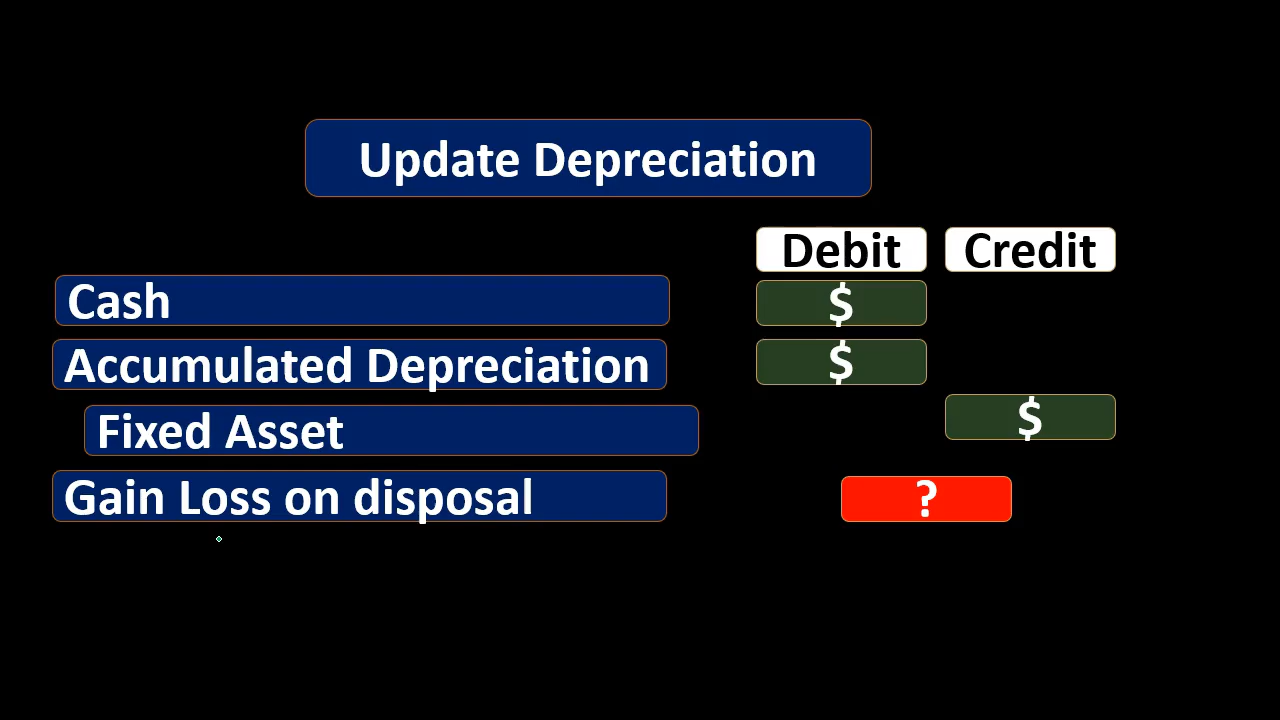 Update Depreciation
Debit Credit
Cash $
Accumulated Depreciation $
Fixed Asset $
Gain Loss on disposal ?